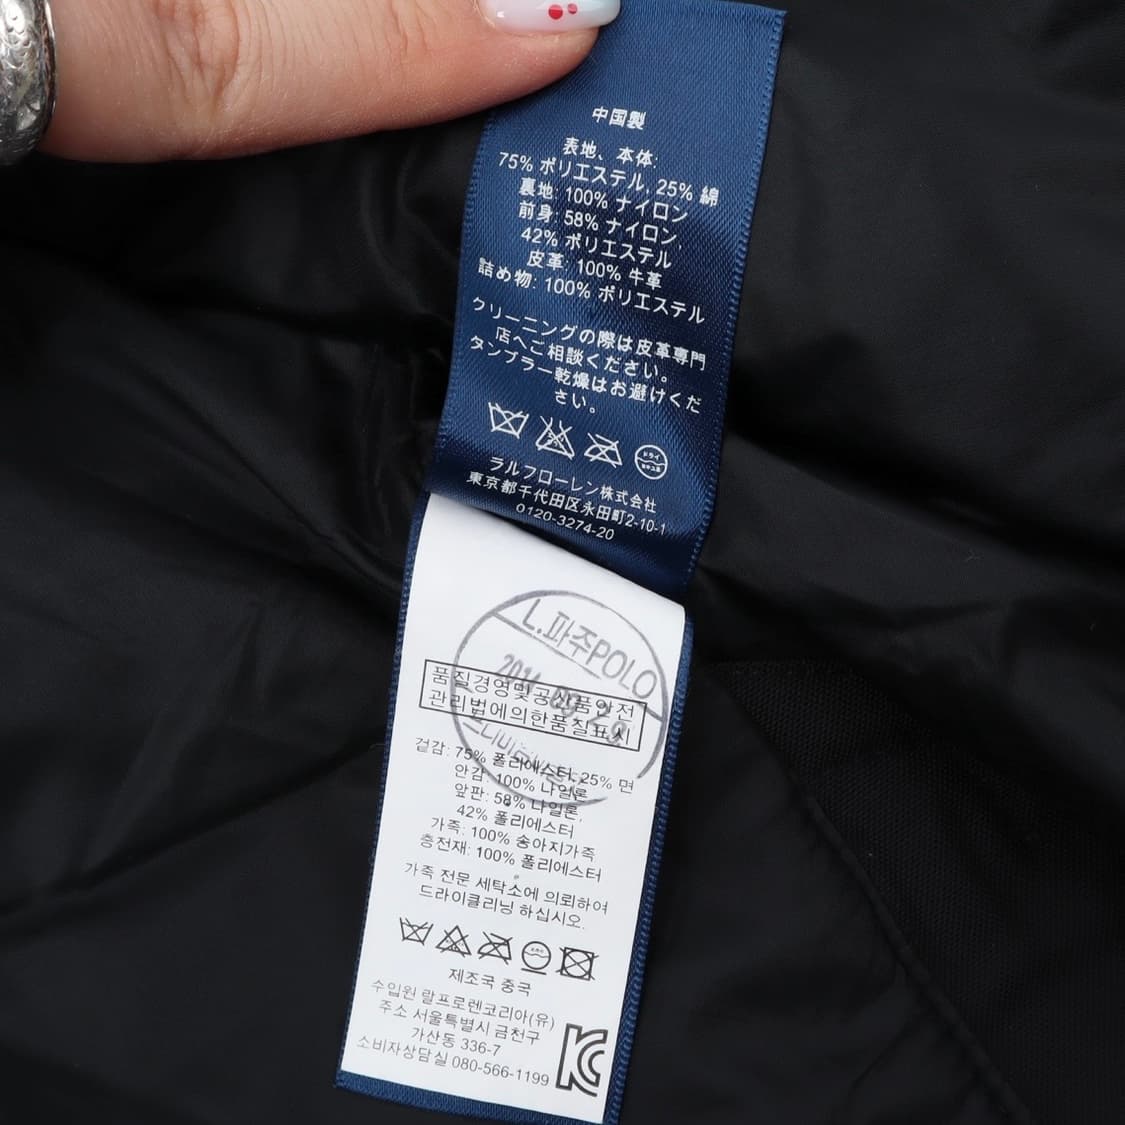 中国製
表地、本体:
75% ポリエステル, 25% 綿
裏地: 100% ナイロン
前身: 58% ナイロン,
42% ポリエステル
皮革: 100% 牛革
詰め物: 100% ポリエステル
クリーニングの際は皮革専門
店へご相談ください。
タンブラー乾燥はお避けくだ
さい。
ドライ
セキユ系
ラルフローレン株式会社
東京都千代田区永田町2-10-1
0120-3274-20
L.파주POLO
품질경영및공산품안전
관리법에의한품질표시
겉감: 75% 폴리에스터, 25% 면
안감: 100% 나일론
앞판: 58% 나일론,
42% 폴리에스터
가죽: 100% 송아지가죽
충전재: 100% 폴리에스터
가죽 전문 세탁소에 의뢰하여
드라이클리닝 하십시오.
제조국 중국
수입원 랄프로렌코리아(유)
주소 서울특별시 금천구
가산동 336-7
소비자상담실 080-566-1199